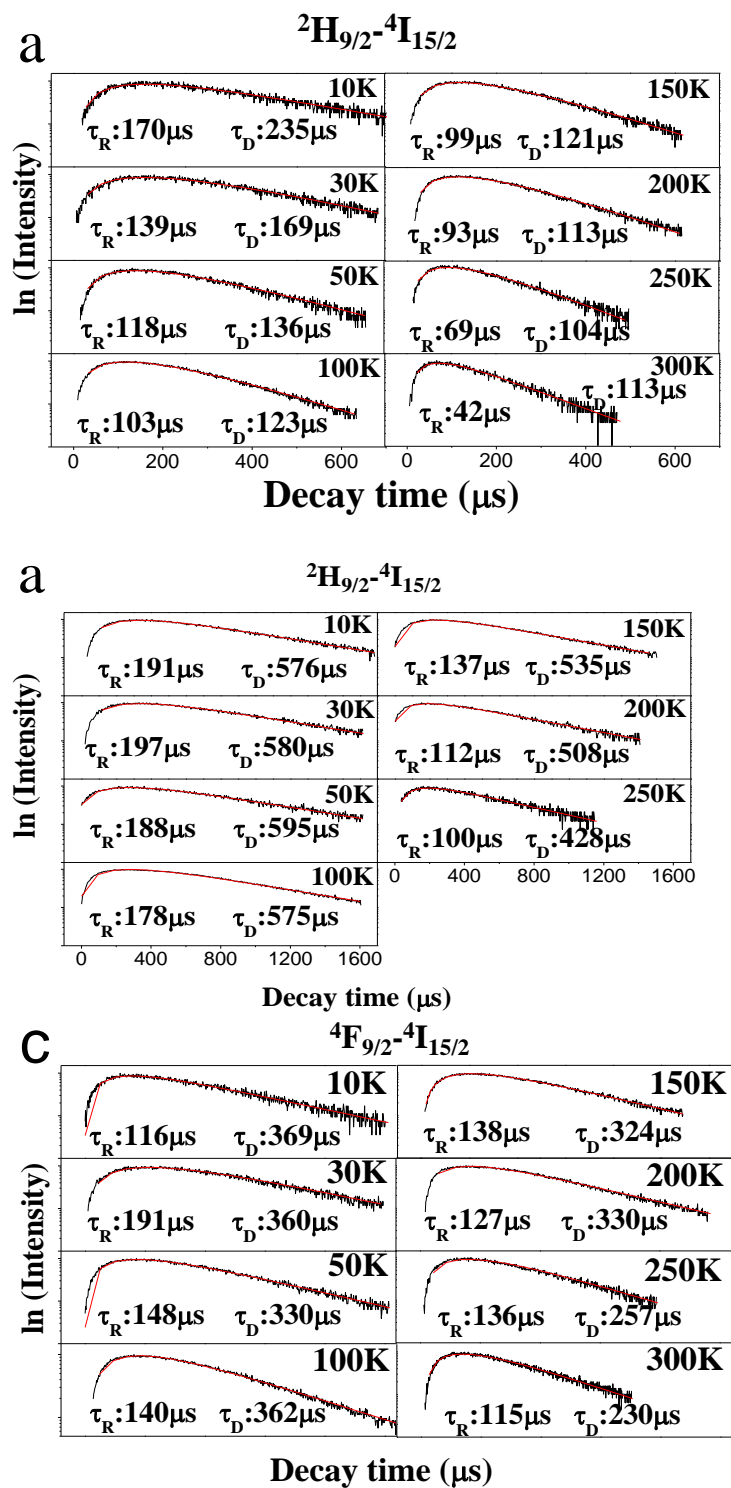 a
²H₉/₂-⁴I₁₅/₂
ln (Intensity)
10K
τR:170μs τD:235μs
30K
τR:139μs τD:169μs
50K
τR:118μs τD:136μs
100K
τR:103μs τD:123μs
150K
τR:99μs τD:121μs
200K
τR:93μs τD:113μs
250K
τR:69μs τD:104μs
300K
τD:113μs
τR:42μs
0 200 400 600
0 200 400 600
Decay time (μs)
a
²H₉/₂-⁴I₁₅/₂
ln (Intensity)
10K
τR:191μs τD:576μs
30K
τR:197μs τD:580μs
50K
τR:188μs τD:595μs
100K
τR:178μs τD:575μs
150K
τR:137μs τD:535μs
200K
τR:112μs τD:508μs
250K
τR:100μs τD:428μs
0 400 800 1200 1600
0 400 800 1200 1600
Decay time (μs)
c
⁴F₉/₂-⁴I₁₅/₂
ln (Intensity)
10K
τR:116μs τD:369μs
30K
τR:191μs τD:360μs
50K
τR:148μs τD:330μs
100K
τR:140μs τD:362μs
150K
τR:138μs τD:324μs
200K
τR:127μs τD:330μs
250K
τR:136μs τD:257μs
300K
τR:115μs τD:230μs
Decay time (μs)